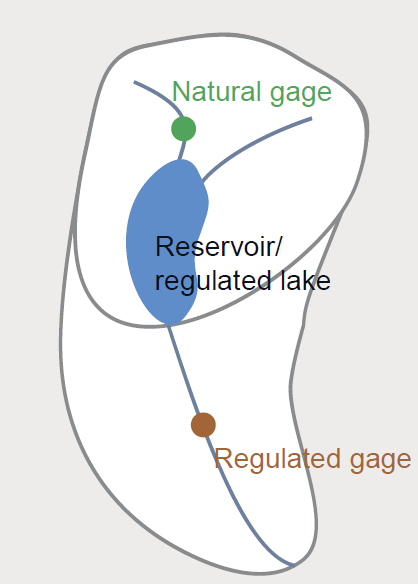 Natural gage
Reservoir/
regulated lake
Regulated gage